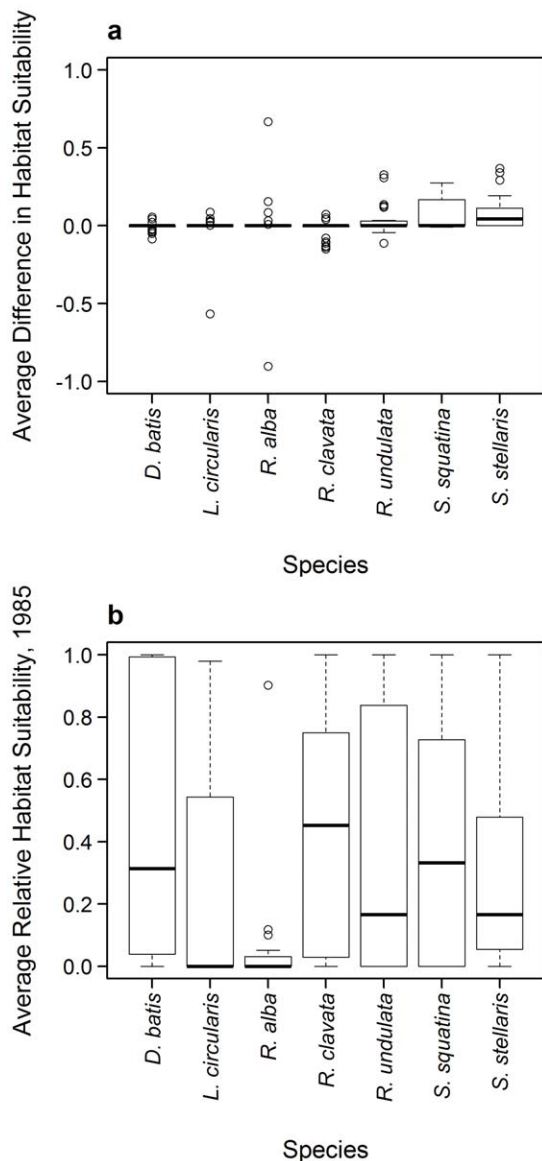 a
Average Difference in Habitat Suitability
1.0
0.5
0.0
-0.5
-1.0
D. batis
L. circularis
R. alba
R. clavata
R. undulata
S. squatina
S. stellaris
Species
b
Average Relative Habitat Suitability, 1985
1.0
0.8
0.6
0.4
0.2
0.0
D. batis
L. circularis
R. alba
R. clavata
R. undulata
S. squatina
S. stellaris
Species